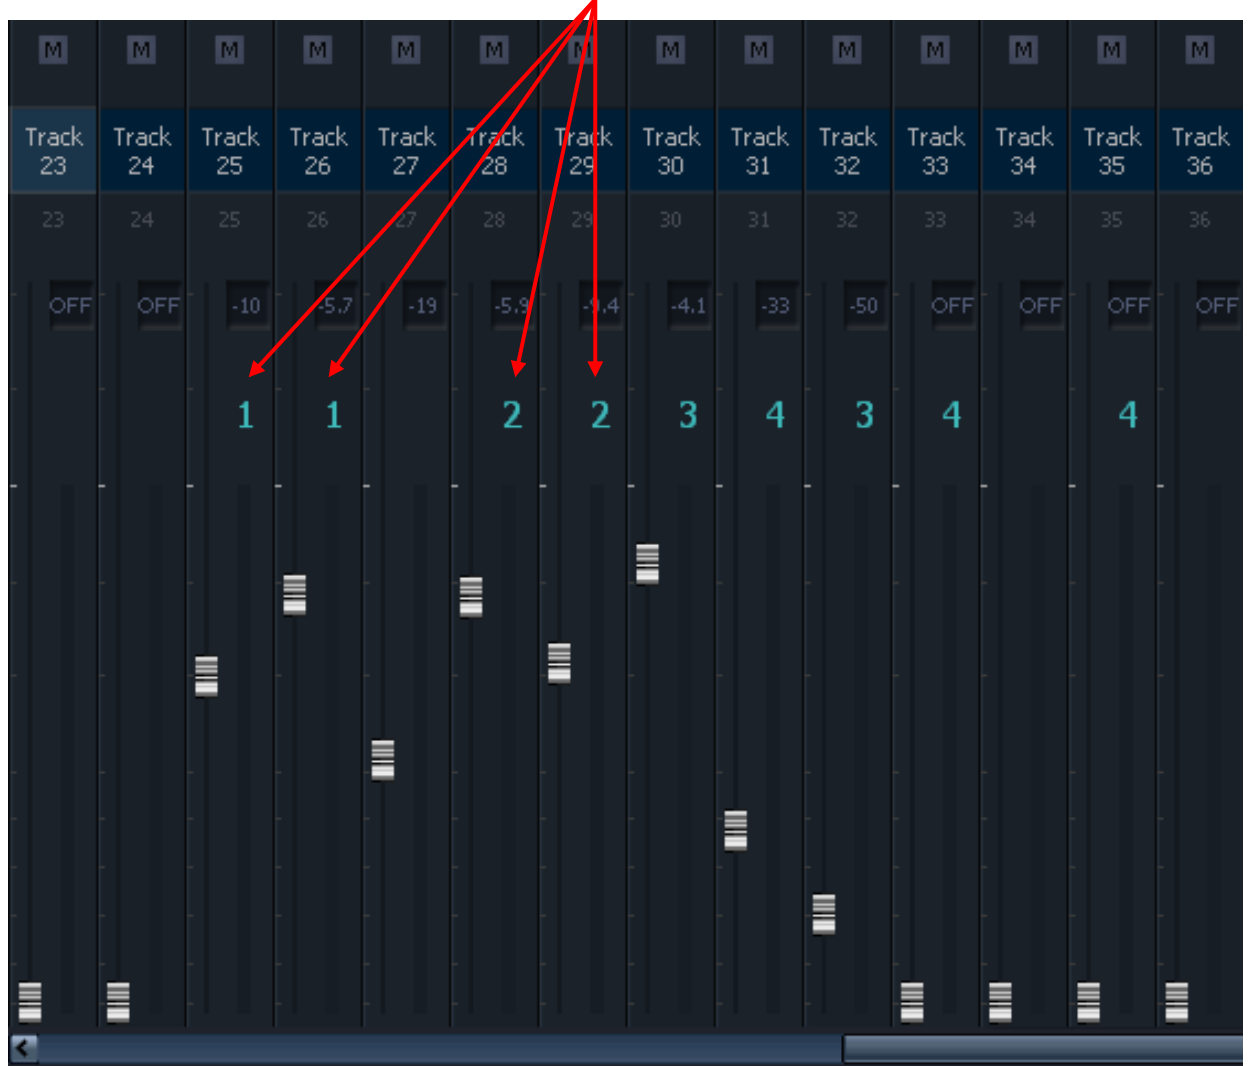 M M M M M M M M M M M M M M
Track Track Track Track Track Track Track Track Track Track Track Track Track Track
23 24 25 26 27 28 29 30 31 32 33 34 35 36
23 24 25 26 27 28 29 30 31 32 33 34 35 36
OFF OFF -10 -5.7 -19 -5.9 -9.4 -4.1 -33 -50 OFF OFF OFF OFF
1 1 2 2 3 4 3 4 4